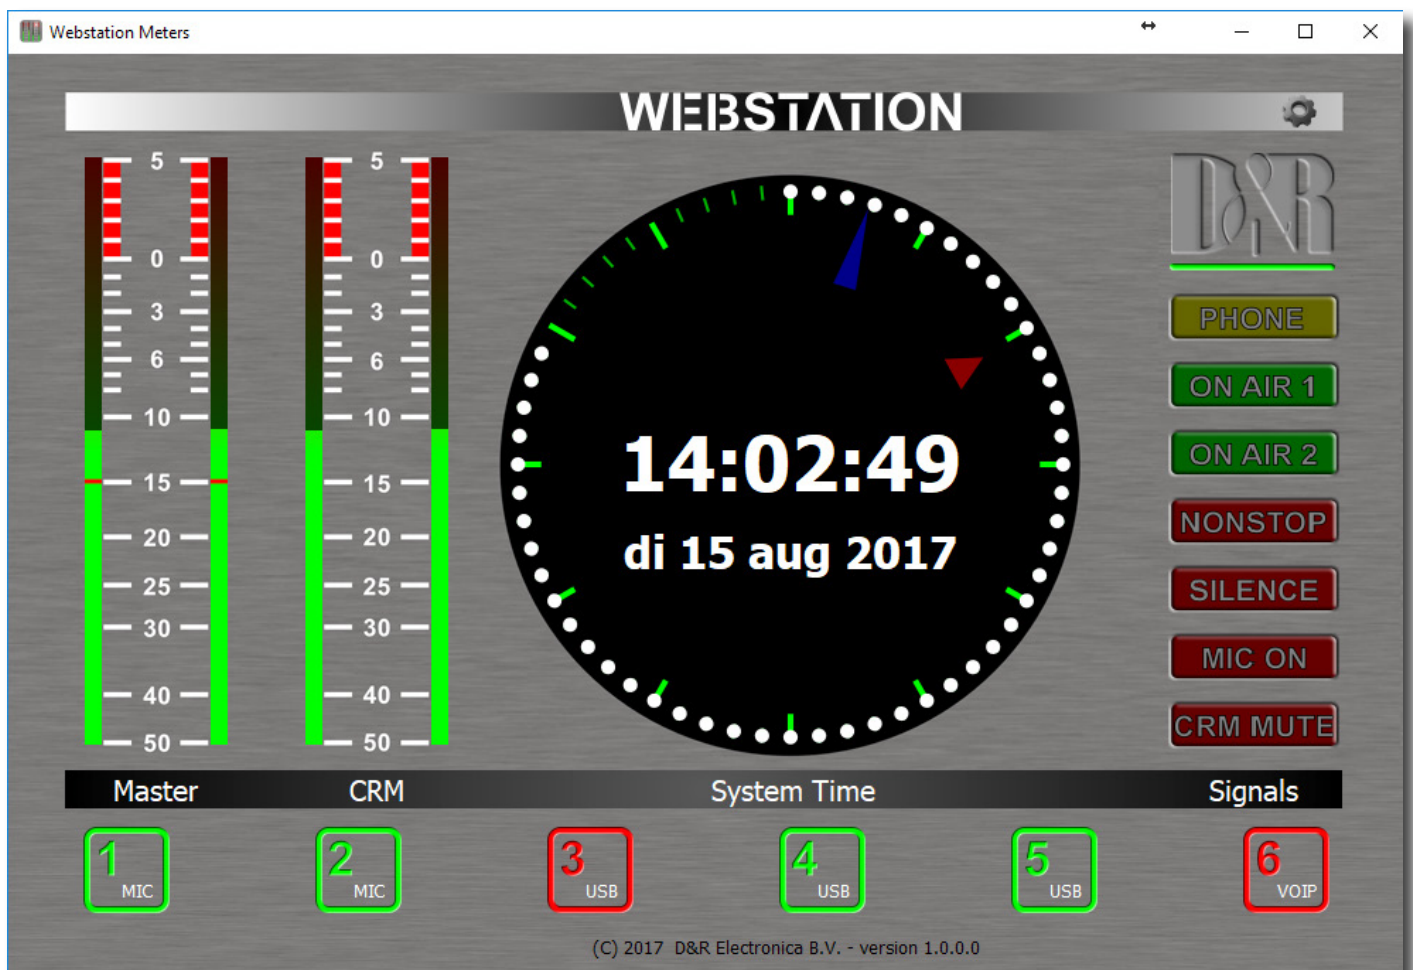 Webstation Meters
WEBSTATION
5 5
0 0
3 3
6 6
10 10
15 15
20 20
25 25
30 30
40 40
50 50
14:02:49
di 15 aug 2017
D&R
PHONE
ON AIR 1
ON AIR 2
NONSTOP
SILENCE
MIC ON
CRM MUTE
Master CRM System Time Signals
1 MIC
2 MIC
3 USB
4 USB
5 USB
6 VOIP
(C) 2017 D&R Electronica B.V. - version 1.0.0.0